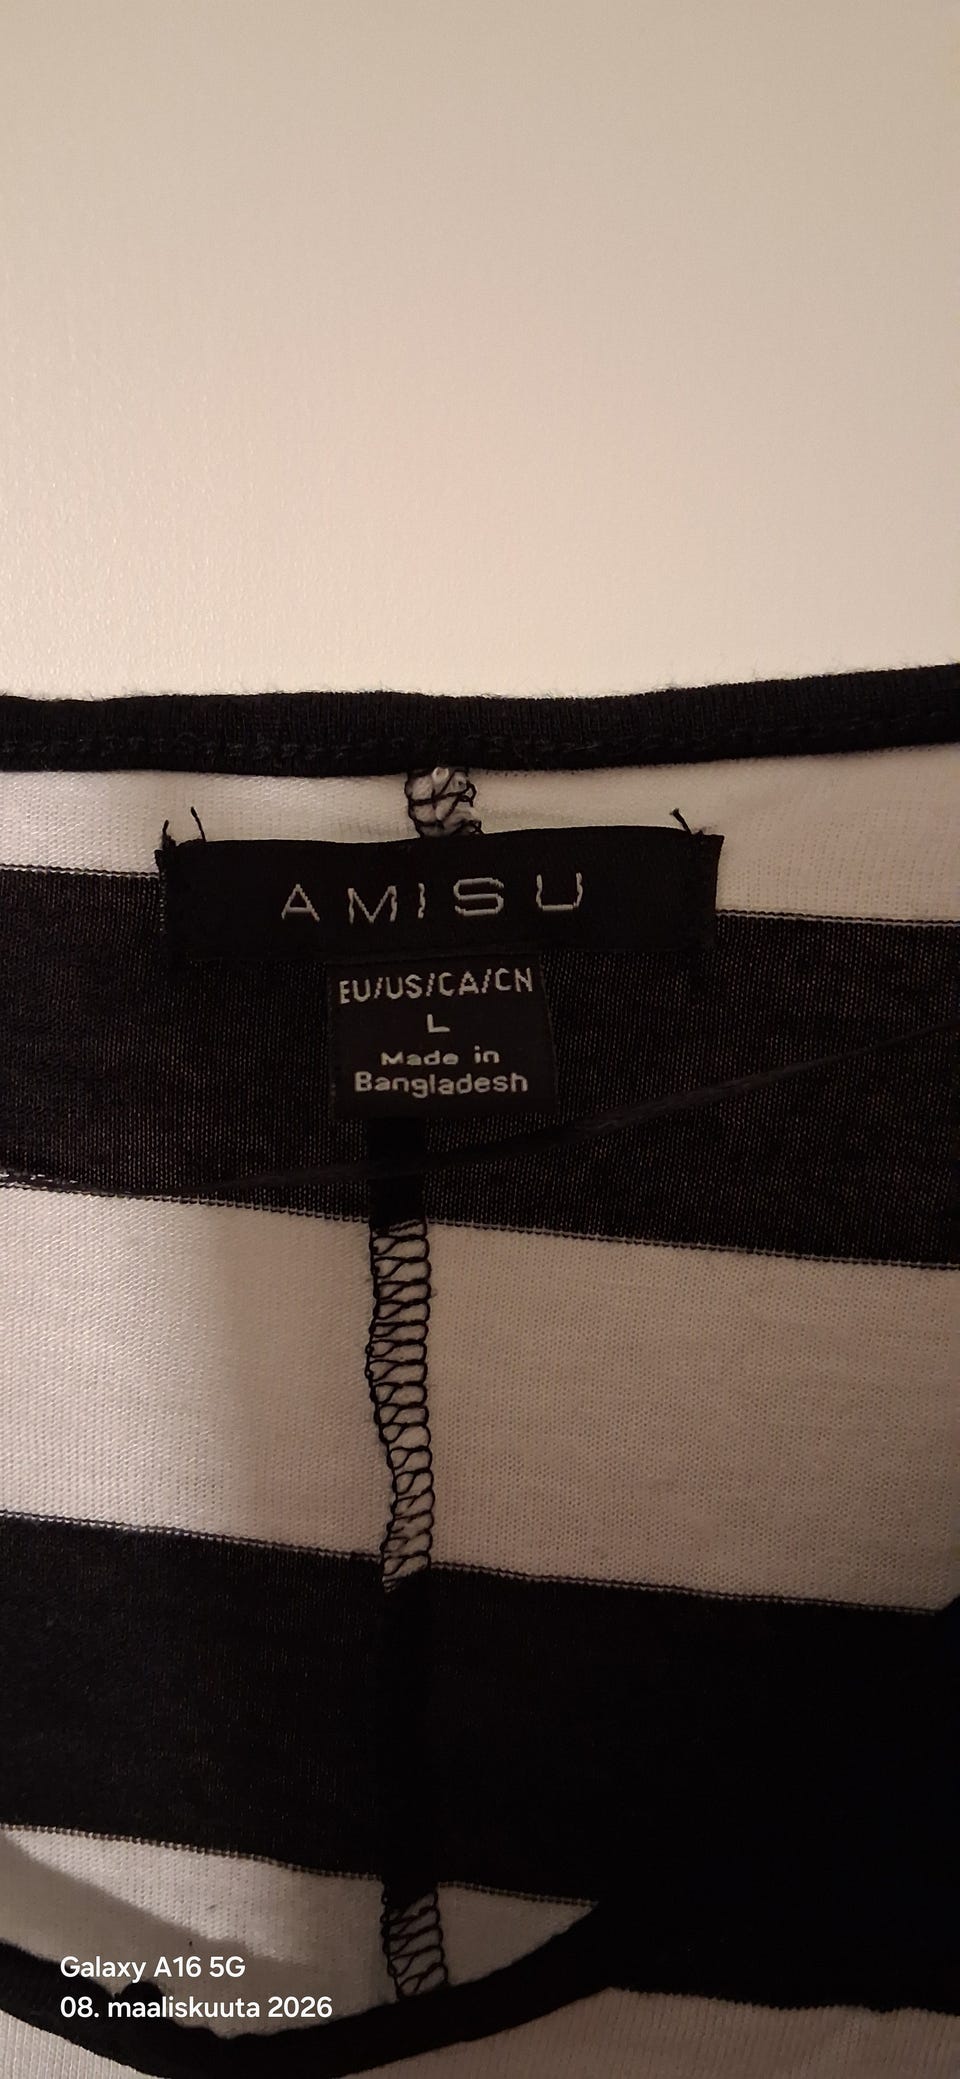 AMISU
EU/US/CA/CN
L
Made in
Bangladesh
Galaxy A16 5G
08. maaliskuuta 2026